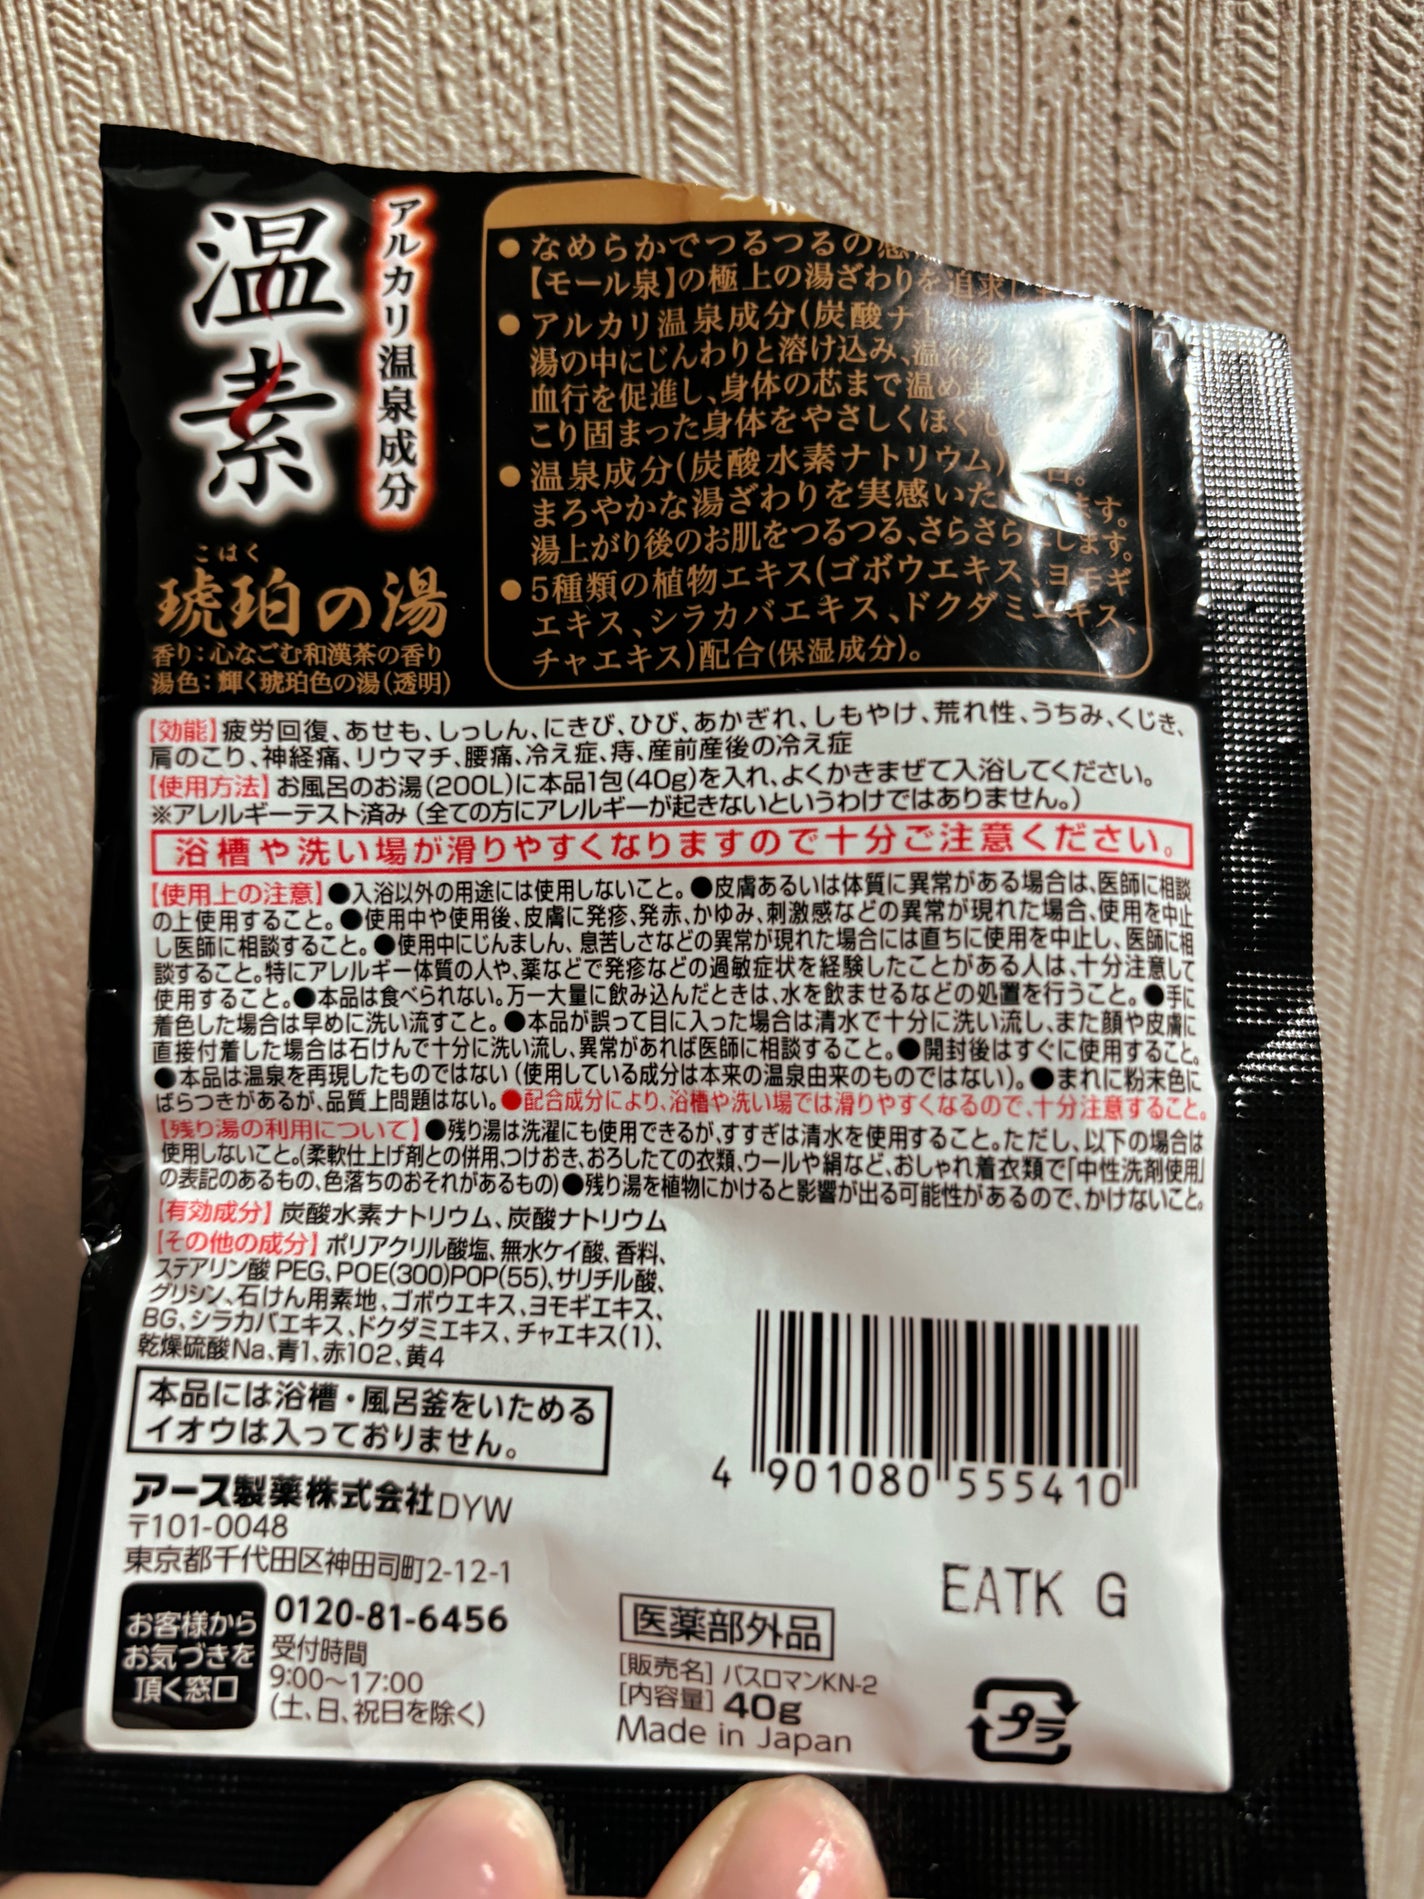 温素
アルカリ温泉成分
こはく
琥珀の湯
香り：心なごむ和漢茶の香り
湯色：輝く琥珀色の湯(透明)
●なめらかでつるつるの感
【モール泉】の極上の湯ざわりを追求し
●アルカリ温泉成分(炭酸ナト
湯の中にじんわりと溶け込み、温浴
血行を促進し、身体の芯まで温め
こり固まった身体をやさしくほぐし
●温泉成分(炭酸水素ナトリウム)
まろやかな湯ざわりを実感いた ます。
湯上がり後のお肌をつるつる、さらさらにします。
●5種類の植物エキス(ゴボウエキス、ヨモギ
エキス、シラカバエキス、ドクダミエキス、
チャエキス)配合(保湿成分)。
【効能】疲労回復、あせも、しっしん、にきび、ひび、あかぎれ、しもやけ、荒れ性、うちみ、くじき、
肩のこり、神経痛、リウマチ、腰痛、冷え症、痔、産前産後の冷え症
【使用方法】お風呂のお湯(200L)に本品1包(40g)を入れ、よくかきまぜて入浴してください。
※アレルギーテスト済み(全ての方にアレルギーが起きないというわけではありません。)
浴槽や洗い場が滑りやすくなりますので十分ご注意ください。
【使用上の注意】●入浴以外の用途には使用しないこと。●皮膚あるいは体質に異常がある場合は、医師に相談
の上使用すること。●使用中や使用後、皮膚に発疹、発赤、かゆみ、刺激感などの異常が現れた場合、使用を中止
し医師に相談すること。●使用中にじんましん、息苦しさなどの異常が現れた場合には直ちに使用を中止し、医師に相
談すること。特にアレルギー体質の人や、薬などで発疹などの過敏症状を経験したことがある人は、十分注意して
使用すること。●本品は食べられない。万一大量に飲み込んだときは、水を飲ませるなどの処置を行うこと。●手に
着色した場合は早めに洗い流すこと。●本品が誤って目に入った場合は清水で十分に洗い流し、また顔や皮膚に
直接付着した場合は石けんで十分に洗い流し、異常があれば医師に相談すること。●開封後はすぐに使用すること。
●本品は温泉を再現したものではない(使用している成分は本来の温泉由来のものではない)。●まれに粉末色に
ばらつきがあるが、品質上問題はない。●配合成分により、浴槽や洗い場では滑りやすくなるので、十分注意すること。
【残り湯の利用について】●残り湯は洗濯にも使用できるが、すすぎは清水を使用すること。ただし、以下の場合は
使用しないこと。(柔軟仕上げ剤との併用、つけおき、おろしたての衣類、ウールや絹など、おしゃれ着衣類で「中性洗剤使用」
の表記のあるもの、色落ちのおそれがあるもの)●残り湯を植物にかけると影響が出る可能性があるので、かけないこと。
【有効成分】炭酸水素ナトリウム、炭酸ナトリウム
【その他の成分】ポリアクリル酸塩、無水ケイ酸、香料、
ステアリン酸PEG、POE(300)POP(55)、サリチル酸、
グリシン、石けん用素地、ゴボウエキス、ヨモギエキス、
BG、シラカバエキス、ドクダミエキス、チャエキス(1)、
乾燥硫酸Na、青1、赤102、黄4
本品には浴槽・風呂釜をいためる
イオウは入っておりません。
アース製薬株式会社DYW
〒101-0048
東京都千代田区神田司町2-12-1
お客様から
お気づきを
頂く窓口
0120-81-6456
受付時間
9:00～17:00
(土、日、祝日を除く)
4 901080 555410
EATK G
医薬部外品
[販売名] バスロマンKN-2
[内容量] 40g
Made in Japan
プラ